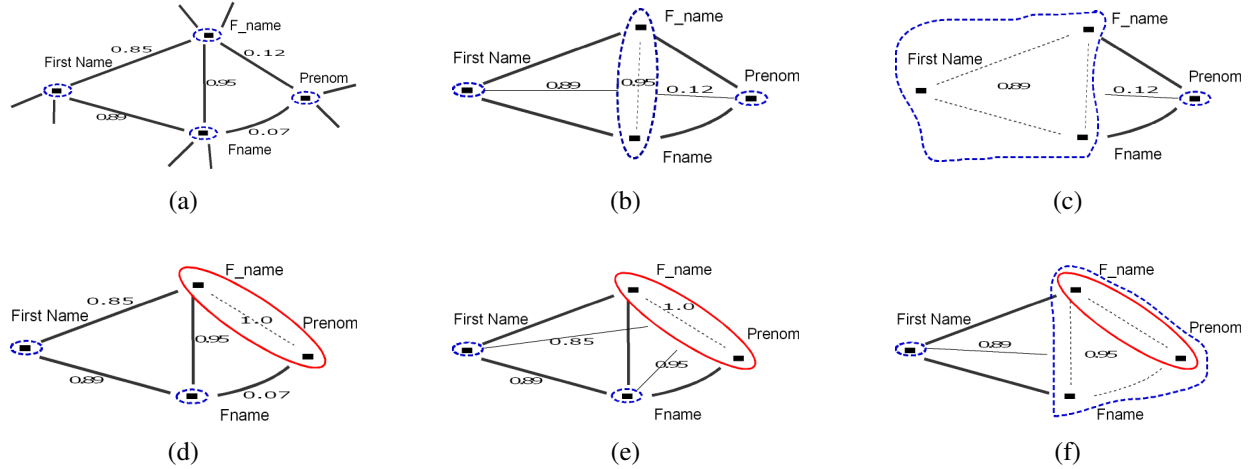 F_name
0.85
0.12
First Name
0.95
Prenom
0.89
0.07
Fname
(a)
F_name
First Name
Prenom
0.89
0.95
0.12
Fname
(b)
F_name
First Name
Prenom
0.89
0.12
Fname
(c)
F_name
0.85
First Name
1.0
Prenom
0.95
0.89
0.07
Fname
(d)
F_name
First Name
1.0
Prenom
0.85
0.95
0.89
Fname
(e)
F_name
First Name
Prenom
0.89
0.95
Fname
(f)